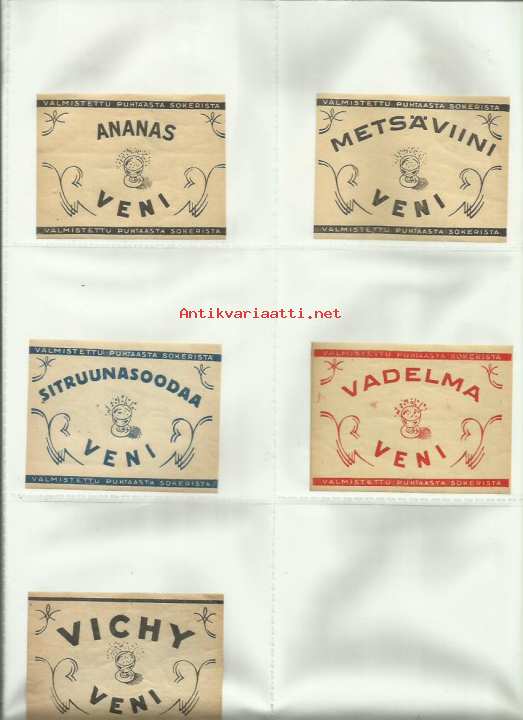 VALMISTETTU PUHTAASTA SOKERISTA
ANANAS
VENI
VALMISTETTU PUHTAASTA SOKERISTA
VALMISTETTU PUHTAASTA SOKERISTA
METSÄVIINI
VENI
VALMISTETTU PUHTAASTA SOKERISTA
Antikvariaatti.net
VALMISTETTU PUHTAASTA SOKERISTA
SITRUUNASOODAA
VENI
VALMISTETTU PUHTAASTA SOKERISTA
VALMISTETTU PUHTAASTA SOKERISTA
VADELMA
VENI
VALMISTETTU PUHTAASTA SOKERISTA
VICHY
VENI